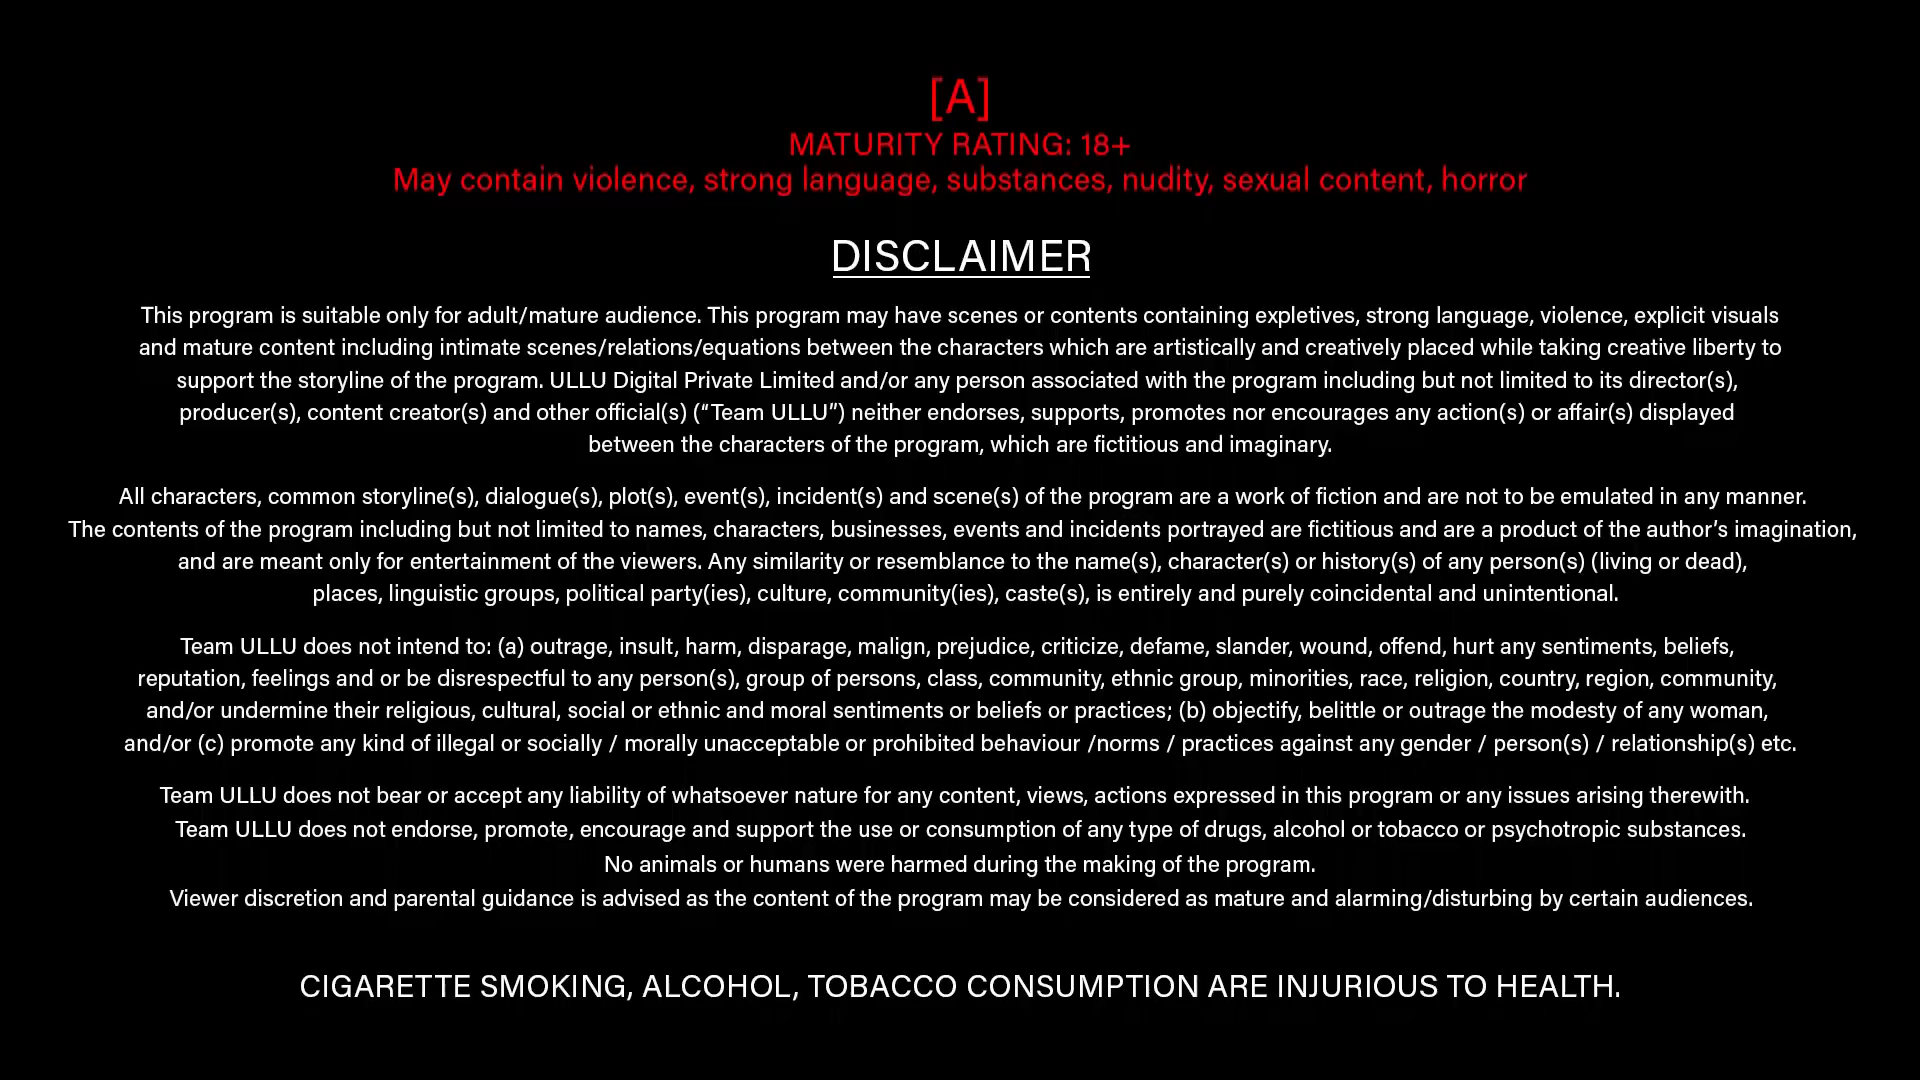 [A]
MATURITY RATING: 18+
May contain violence, strong language, substances, nudity, sexual content, horror
DISCLAIMER
This program is suitable only for adult/mature audience. This program may have scenes or contents containing expletives, strong language, violence, explicit visuals
and mature content including intimate scenes/relations/equations between the characters which are artistically and creatively placed while taking creative liberty to
support the storyline of the program. ULLU Digital Private Limited and/or any person associated with the program including but not limited to its director(s),
producer(s), content creator(s) and other official(s) (“Team ULLU”) neither endorses, supports, promotes nor encourages any action(s) or affair(s) displayed
between the characters of the program, which are fictitious and imaginary.
All characters, common storyline(s), dialogue(s), plot(s), event(s), incident(s) and scene(s) of the program are a work of fiction and are not to be emulated in any manner.
The contents of the program including but not limited to names, characters, businesses, events and incidents portrayed are fictitious and are a product of the author’s imagination,
and are meant only for entertainment of the viewers. Any similarity or resemblance to the name(s), character(s) or history(s) of any person(s) (living or dead),
places, linguistic groups, political party(ies), culture, community(ies), caste(s), is entirely and purely coincidental and unintentional.
Team ULLU does not intend to: (a) outrage, insult, harm, disparage, malign, prejudice, criticize, defame, slander, wound, offend, hurt any sentiments, beliefs,
reputation, feelings and or be disrespectful to any person(s), group of persons, class, community, ethnic group, minorities, race, religion, country, region, community,
and/or undermine their religious, cultural, social or ethnic and moral sentiments or beliefs or practices; (b) objectify, belittle or outrage the modesty of any woman,
and/or (c) promote any kind of illegal or socially / morally unacceptable or prohibited behaviour /norms / practices against any gender / person(s) / relationship(s) etc.
Team ULLU does not bear or accept any liability of whatsoever nature for any content, views, actions expressed in this program or any issues arising therewith.
Team ULLU does not endorse, promote, encourage and support the use or consumption of any type of drugs, alcohol or tobacco or psychotropic substances.
No animals or humans were harmed during the making of the program.
Viewer discretion and parental guidance is advised as the content of the program may be considered as mature and alarming/disturbing by certain audiences.
CIGARETTE SMOKING, ALCOHOL, TOBACCO CONSUMPTION ARE INJURIOUS TO HEALTH.